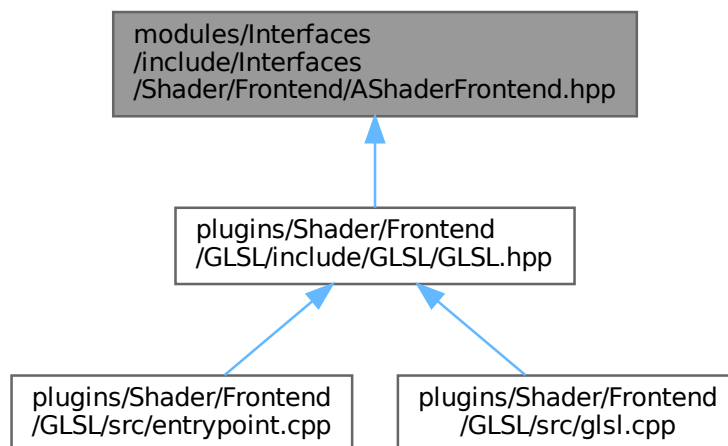 modules/Interfaces
/include/Interfaces
/Shader/Frontend/AShaderFrontend.hpp
plugins/Shader/Frontend
/GLSL/include/GLSL/GLSL.hpp
plugins/Shader/Frontend
/GLSL/src/entrypoint.cpp
plugins/Shader/Frontend
/GLSL/src/glsl.cpp